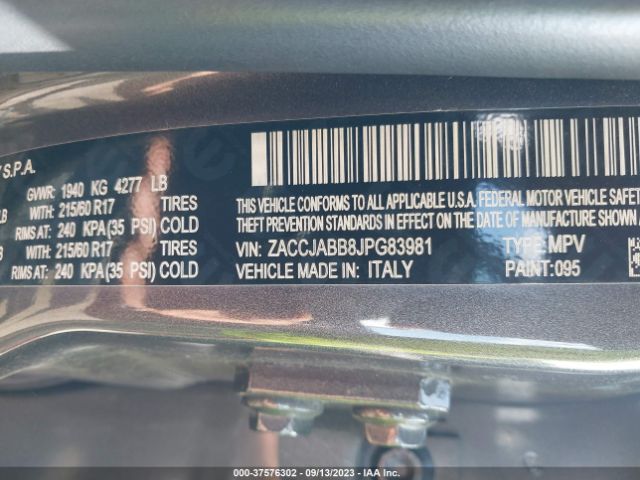 Y S.P.A.
GVWR: 1940 KG 4277 LB
WITH: 215/60 R17 TIRES
RIMS AT: 240 KPA(35 PSI) COLD
WITH: 215/60 R17 TIRES
RIMS AT: 240 KPA(35 PSI) COLD
THIS VEHICLE CONFORMS TO ALL APPLICABLE U.S.A. FEDERAL MOTOR VEHICLE SAFE
THEFT PREVENTION STANDARDS IN EFFECT ON THE DATE OF MANUFACTURE SHOWN
VIN: ZACCJABB8JPG83981 TYPE: MPV
VEHICLE MADE IN: ITALY PAINT: 095
000-37576302 - 09/13/2023 - IAA Inc.